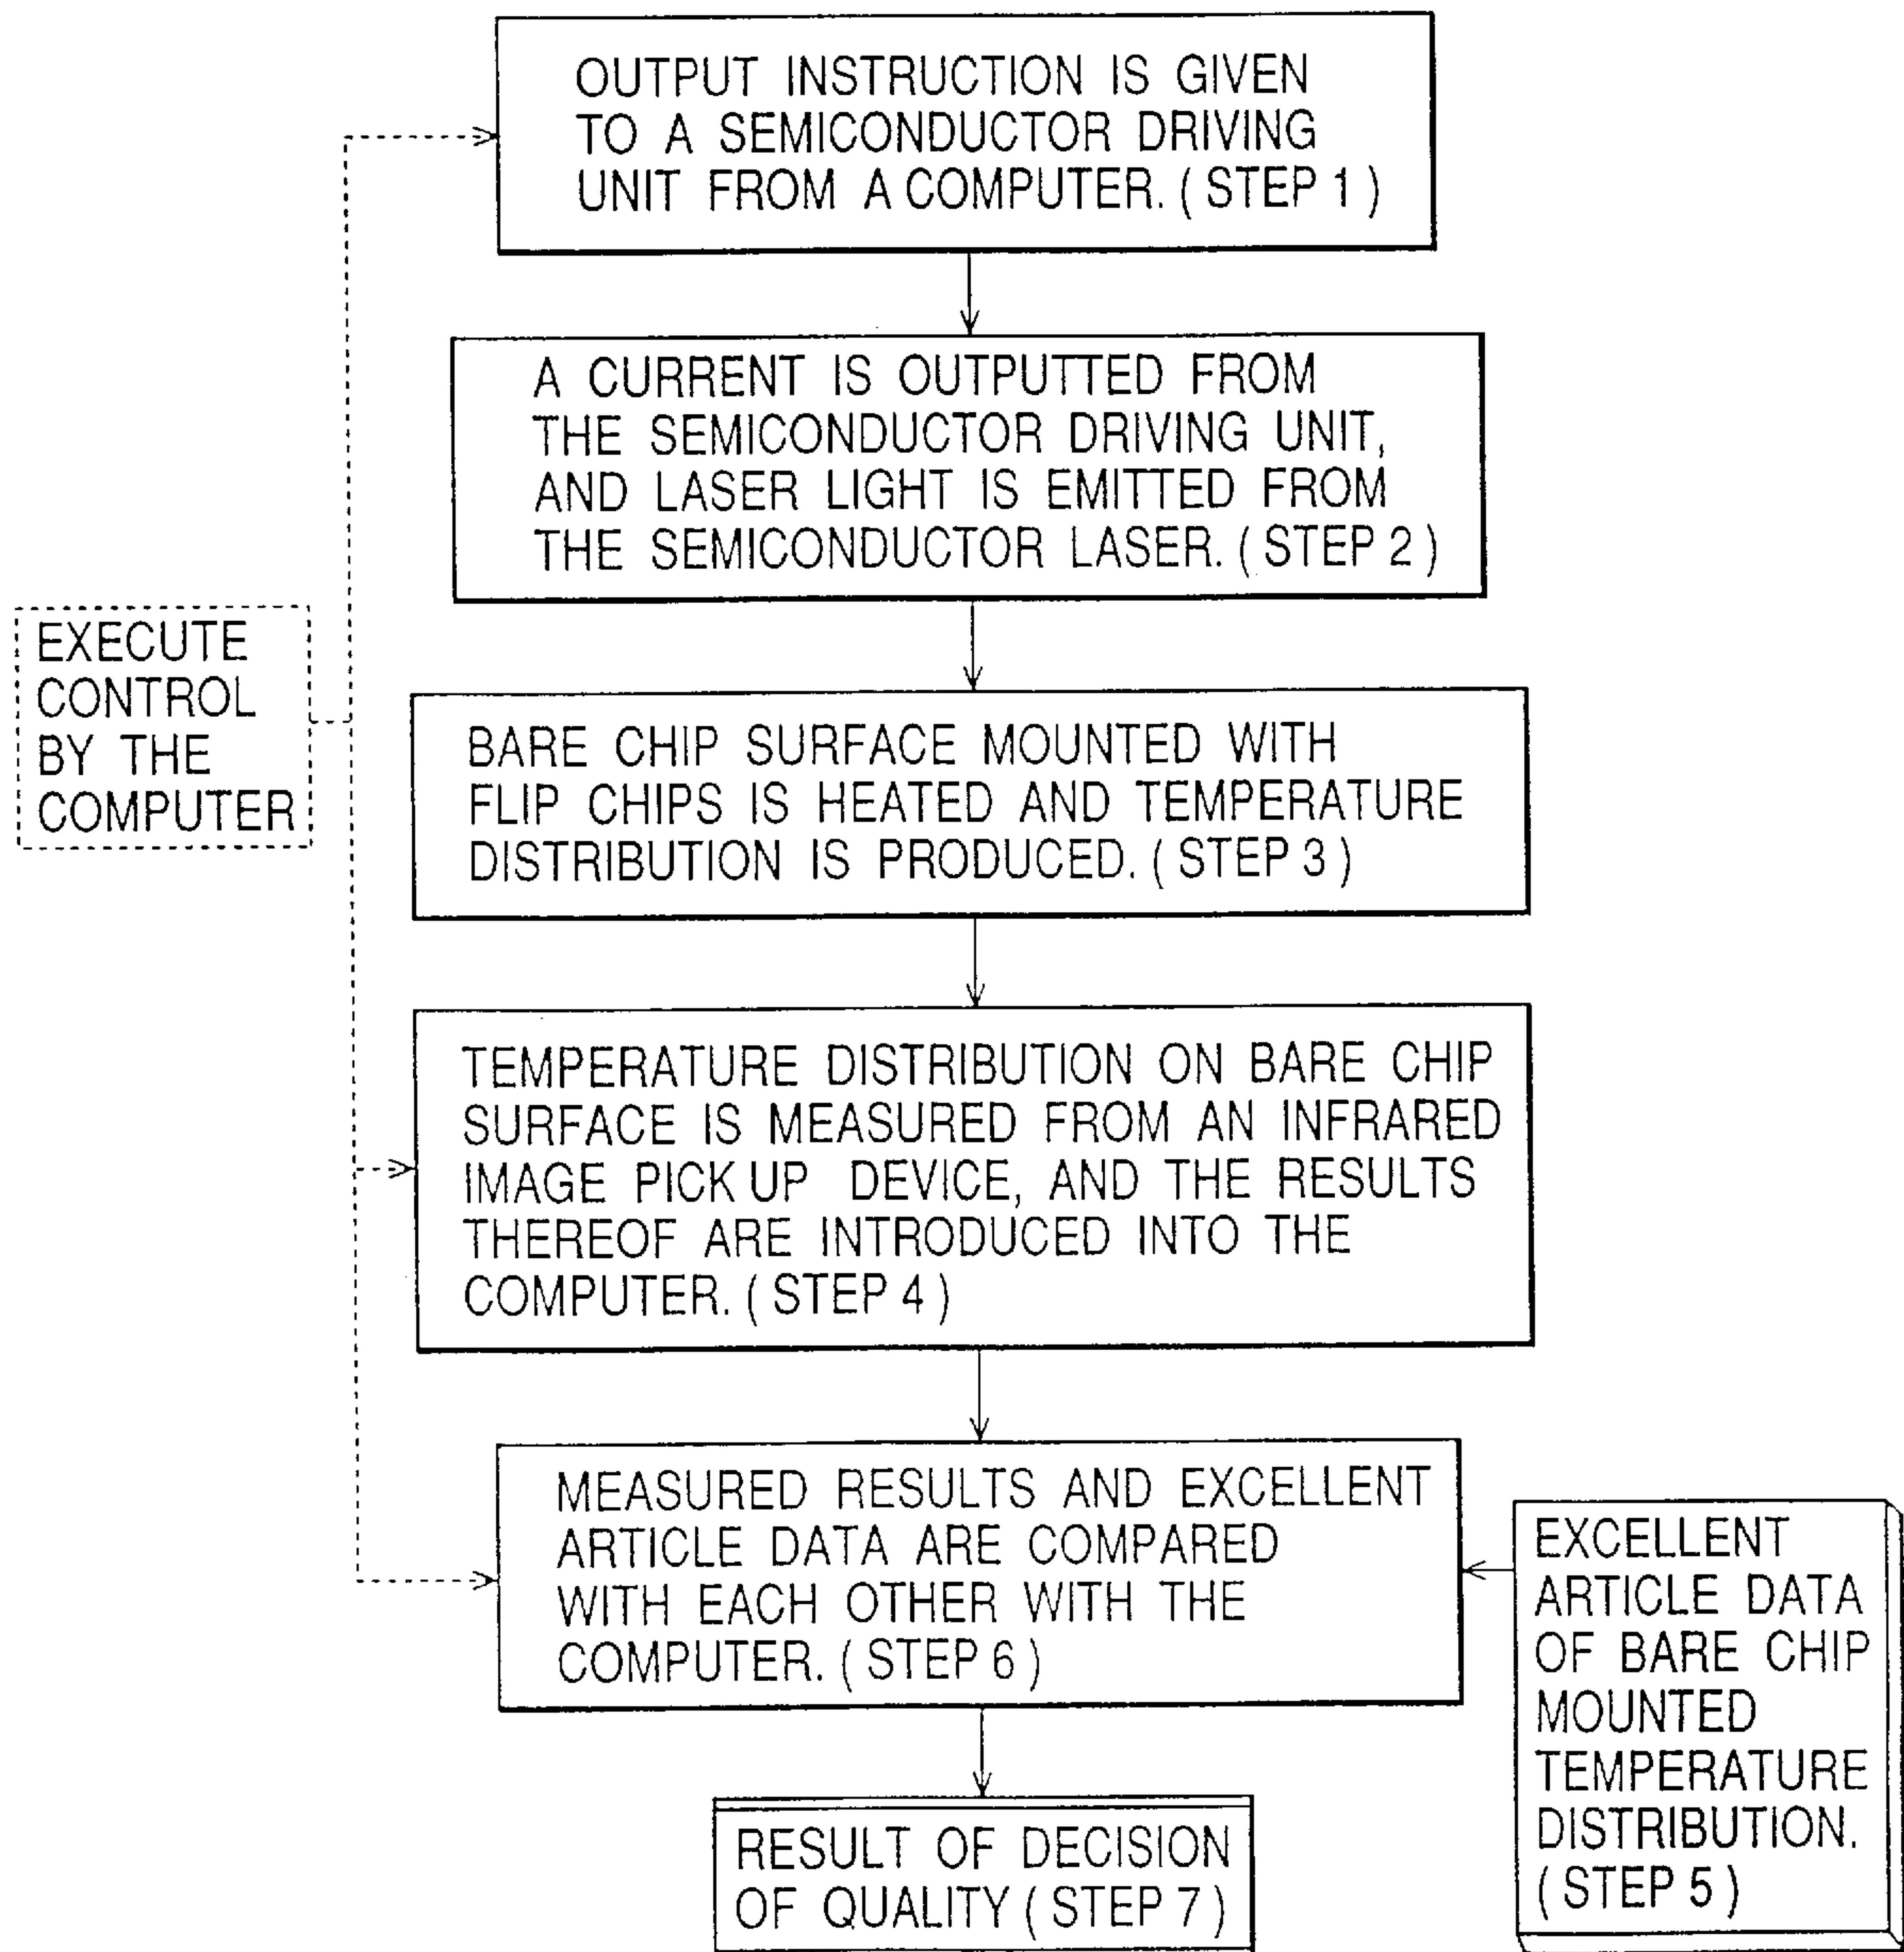 OUTPUT INSTRUCTION IS GIVEN
TO A SEMICONDUCTOR DRIVING
UNIT FROM A COMPUTER. ( STEP 1 )
A CURRENT IS OUTPUTTED FROM
THE SEMICONDUCTOR DRIVING UNIT,
AND LASER LIGHT IS EMITTED FROM
THE SEMICONDUCTOR LASER. ( STEP 2 )
EXECUTE
CONTROL
BY THE
COMPUTER
BARE CHIP SURFACE MOUNTED WITH
FLIP CHIPS IS HEATED AND TEMPERATURE
DISTRIBUTION IS PRODUCED. ( STEP 3 )
TEMPERATURE DISTRIBUTION ON BARE CHIP
SURFACE IS MEASURED FROM AN INFRARED
IMAGE PICK UP DEVICE, AND THE RESULTS
THEREOF ARE INTRODUCED INTO THE
COMPUTER. ( STEP 4 )
MEASURED RESULTS AND EXCELLENT
ARTICLE DATA ARE COMPARED
WITH EACH OTHER WITH THE
COMPUTER. ( STEP 6 )
EXCELLENT
ARTICLE DATA
OF BARE CHIP
MOUNTED
TEMPERATURE
DISTRIBUTION.
( STEP 5 )
RESULT OF DECISION
OF QUALITY ( STEP 7 )